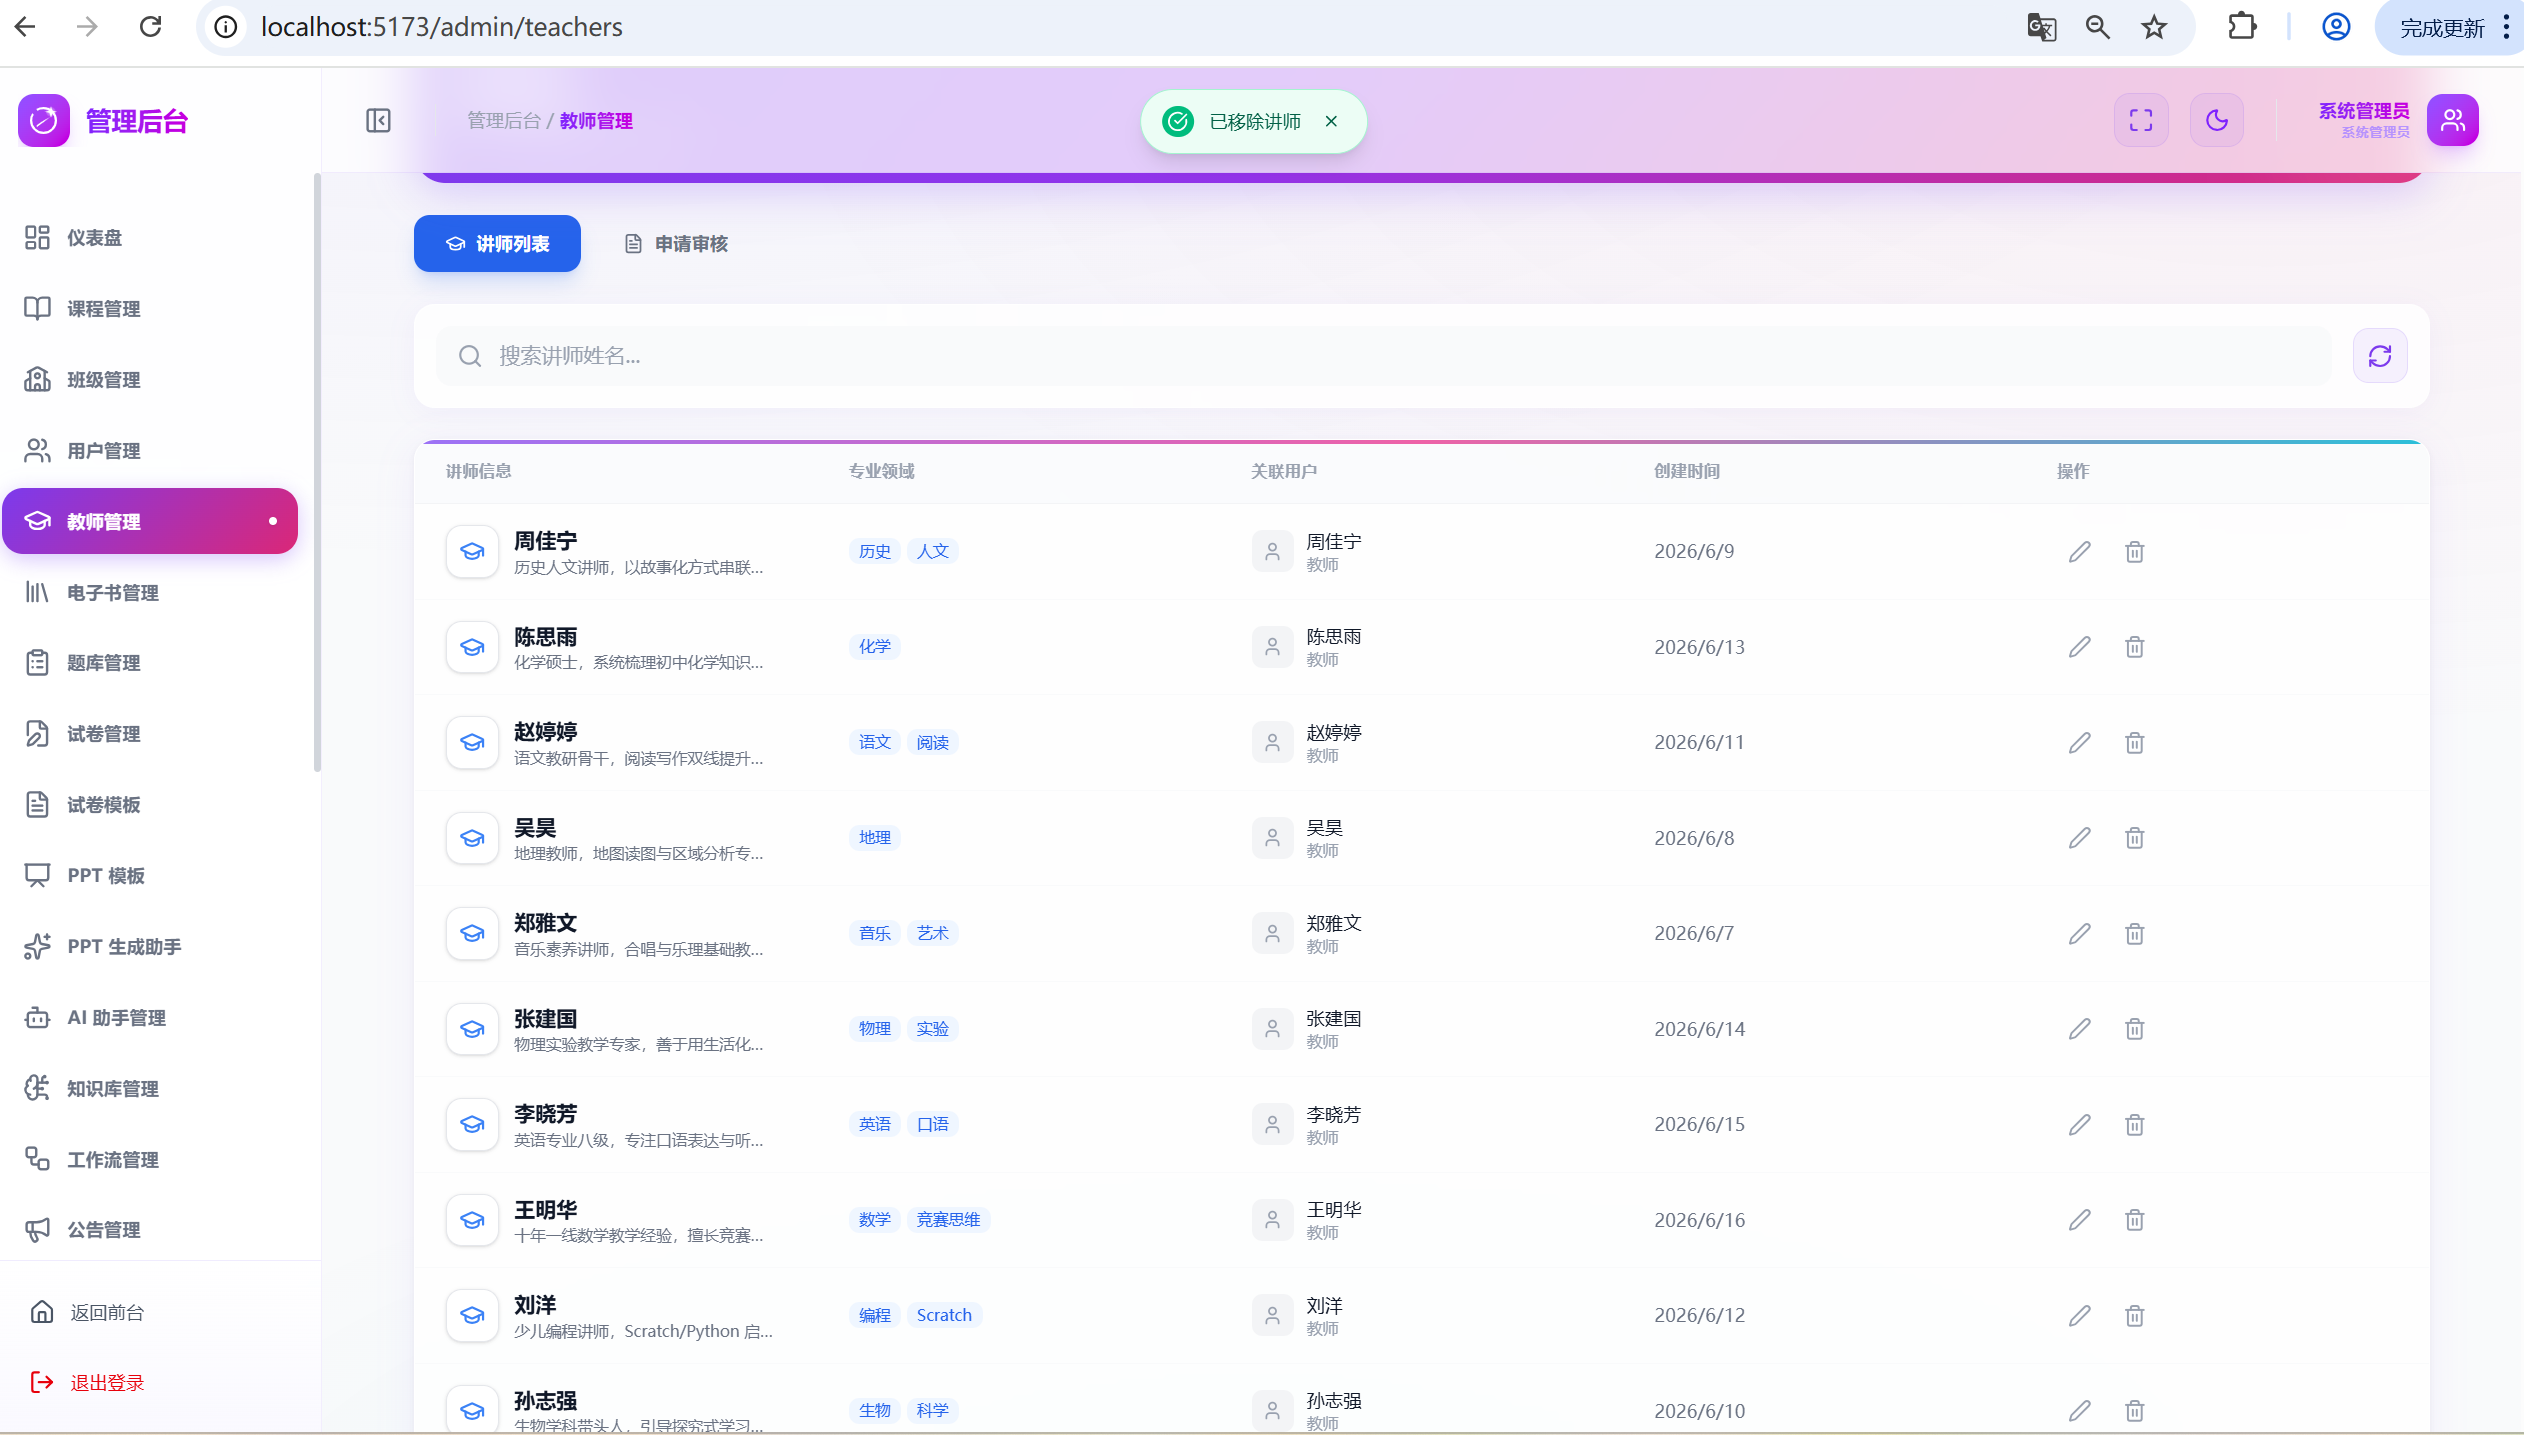 localhost:5173/admin/teachers
完成更新
管理后台
管理后台 / 教师管理
已移除讲师
系统管理员
系统管理员
仪表盘
课程管理
班级管理
用户管理
教师管理
电子书管理
题库管理
试卷管理
试卷模板
PPT 模板
PPT 生成助手
AI 助手管理
知识库管理
工作流管理
公告管理
返回前台
退出登录
讲师列表
申请审核
搜索讲师姓名...
讲师信息 专业领域 关联用户 创建时间 操作
周佳宁
历史人文讲师，以故事化方式串联...
历史 人文
周佳宁
教师
2026/6/9
陈思雨
化学硕士，系统梳理初中化学知识...
化学
陈思雨
教师
2026/6/13
赵婷婷
语文教研骨干，阅读写作双线提升...
语文 阅读
赵婷婷
教师
2026/6/11
吴昊
地理教师，地图读图与区域分析专...
地理
吴昊
教师
2026/6/8
郑雅文
音乐素养讲师，合唱与乐理基础教...
音乐 艺术
郑雅文
教师
2026/6/7
张建国
物理实验教学专家，善于用生活化...
物理 实验
张建国
教师
2026/6/14
李晓芳
英语专业八级，专注口语表达与听...
英语 口语
李晓芳
教师
2026/6/15
王明华
十年一线数学教学经验，擅长竞赛...
数学 竞赛思维
王明华
教师
2026/6/16
刘洋
少儿编程讲师，Scratch/Python 启...
编程 Scratch
刘洋
教师
2026/6/12
孙志强
生物学科带头人，引导探究式学习...
生物 科学
孙志强
教师
2026/6/10